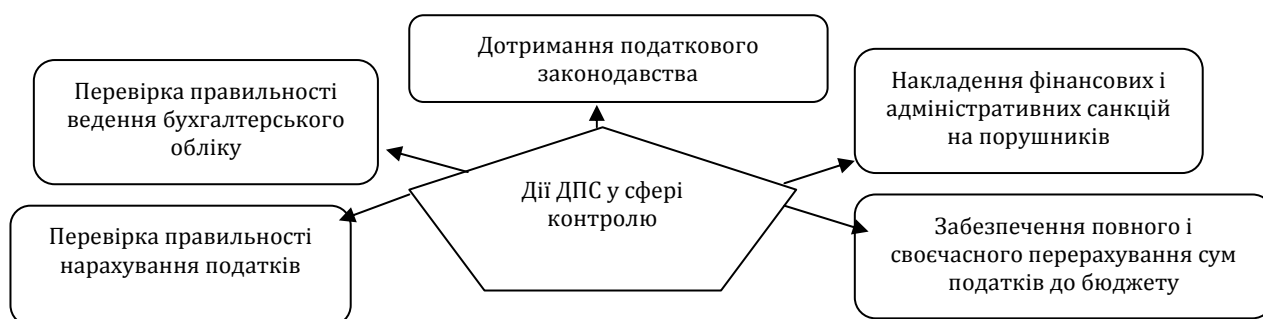 Дотримання податкового
законодавства
Перевірка правильності
ведення бухгалтерського
обліку
Накладення фінансових і
адміністративних санкцій
на порушників
Дії ДПС у сфері
контролю
Перевірка правильності
нарахування податків
Забезпечення повного і
своєчасного перерахування сум
податків до бюджету